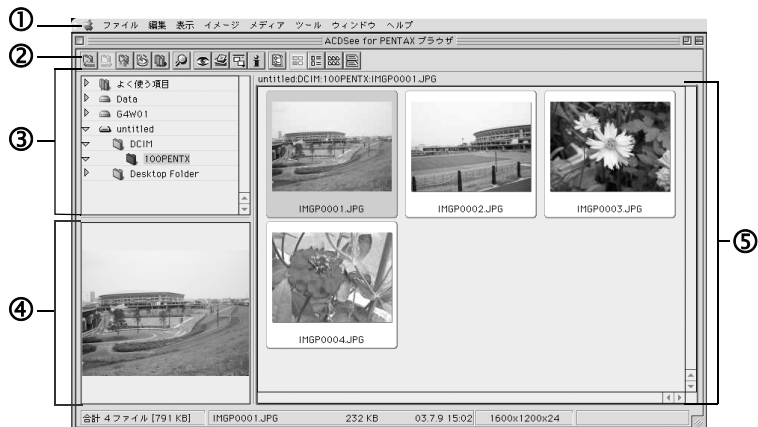 ① ファイル 編集 表示 イメージ メディア ツール ウィンドウ ヘルプ
ACDSee for PENTAX ブラウザ
②
③
よく使う項目
Data
G4W01
untitled
DCIM
100PENTX
Desktop Folder
untitled:DCIM:100PENTX:IMGP0001.JPG
IMGP0001.JPG IMGP0002.JPG IMGP0003.JPG
IMGP0004.JPG
④
⑤
合計 4 ファイル [791 KB] IMGP0001.JPG 232 KB 03.7.9 15:02 1600x1200x24